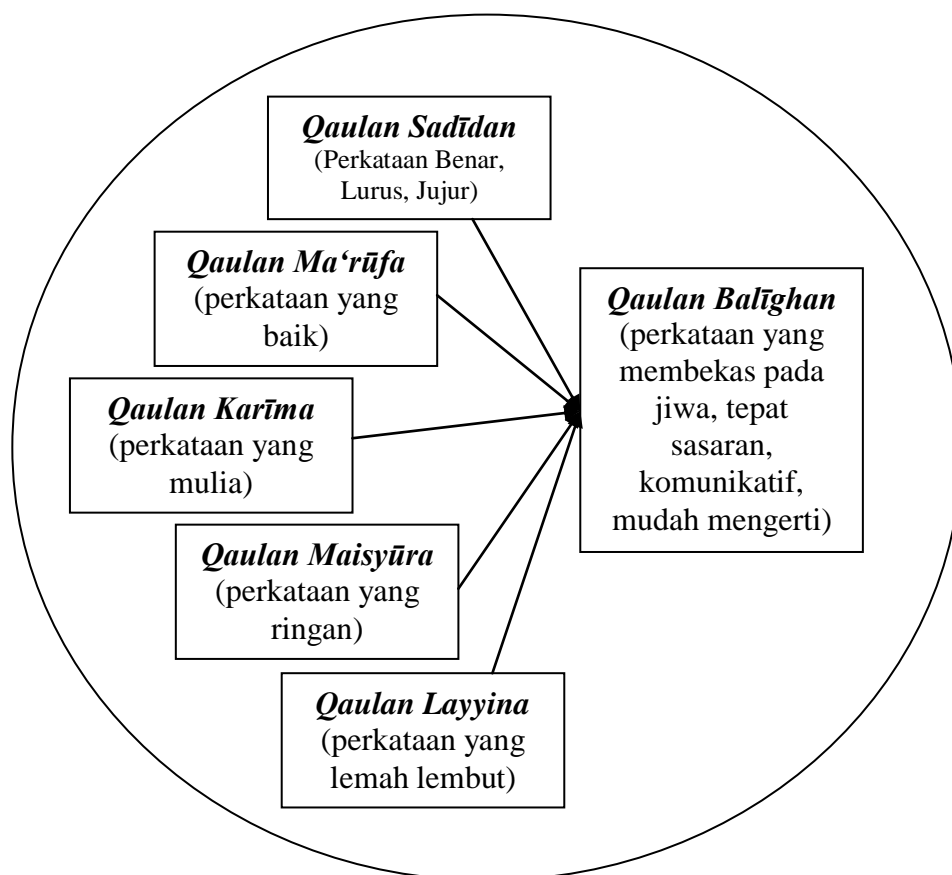 Qaulan Sadīdan
(Perkataan Benar,
Lurus, Jujur)
Qaulan Ma‘rūfa
(perkataan yang
baik)
Qaulan Karīma
(perkataan yang
mulia)
Qaulan Maisyūra
(perkataan yang
ringan)
Qaulan Layyina
(perkataan yang
lemah lembut)
Qaulan Balīghan
(perkataan yang
membekas pada
jiwa, tepat
sasaran,
komunikatif,
mudah mengerti)